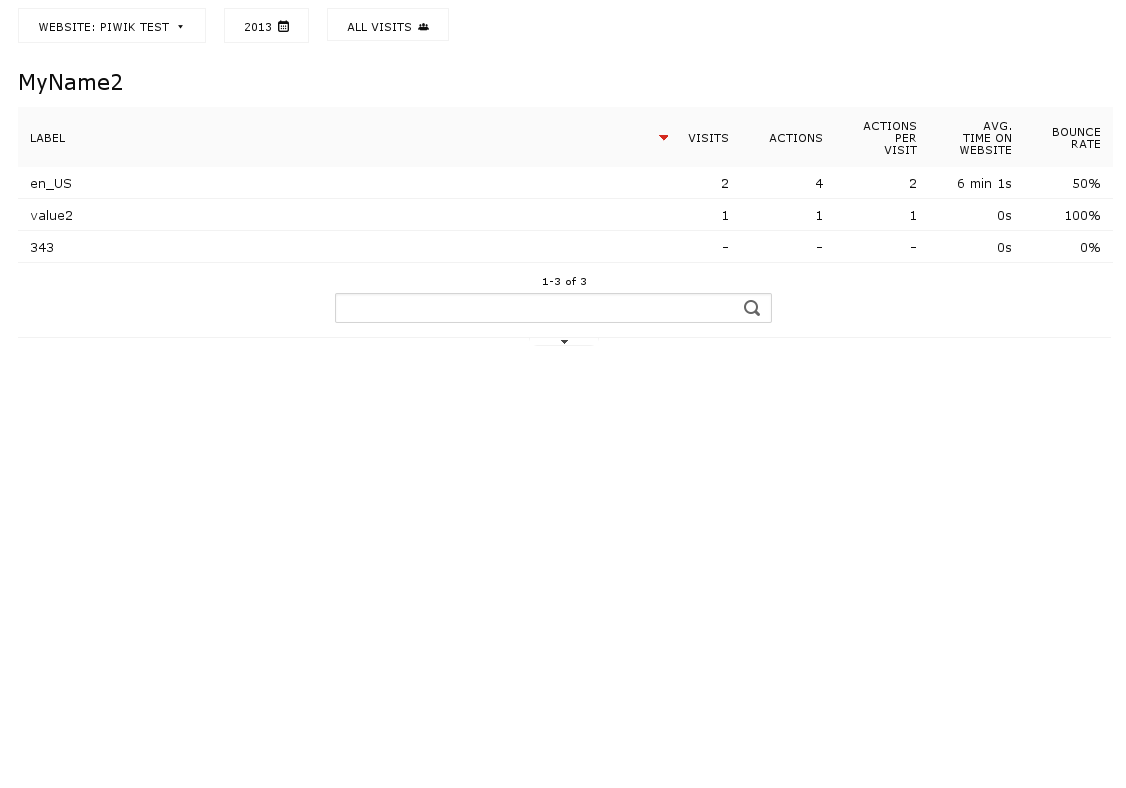 WEBSITE: PIWIK TEST 2013 ALL VISITS
MyName2
LABEL VISITS ACTIONS ACTIONS PER VISIT AVG. TIME ON WEBSITE BOUNCE RATE
en_US 2 4 2 6 min 1s 50%
value2 1 1 1 0s 100%
343 - - - 0s 0%
1-3 of 3